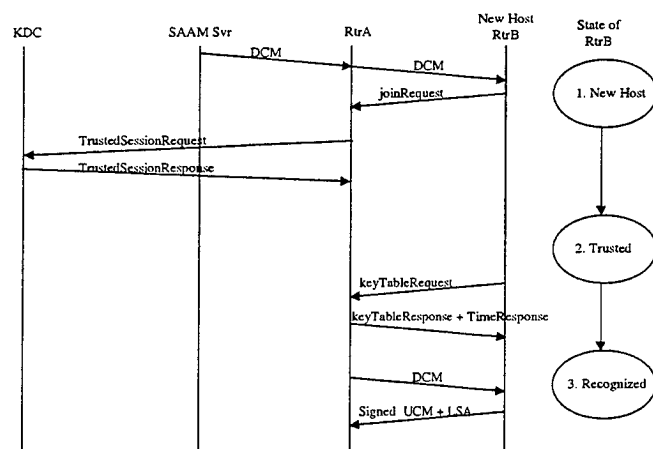 KDC
SAAM Svr
RtrA
New Host
RtrB
State of
RtrB
DCM
DCM
joinRequest
1. New Host
TrustedSessionRequest
TrustedSessionResponse
2. Trusted
keyTableRequest
keyTableResponse + TimeResponse
DCM
3. Recognized
Signed UCM + LSA